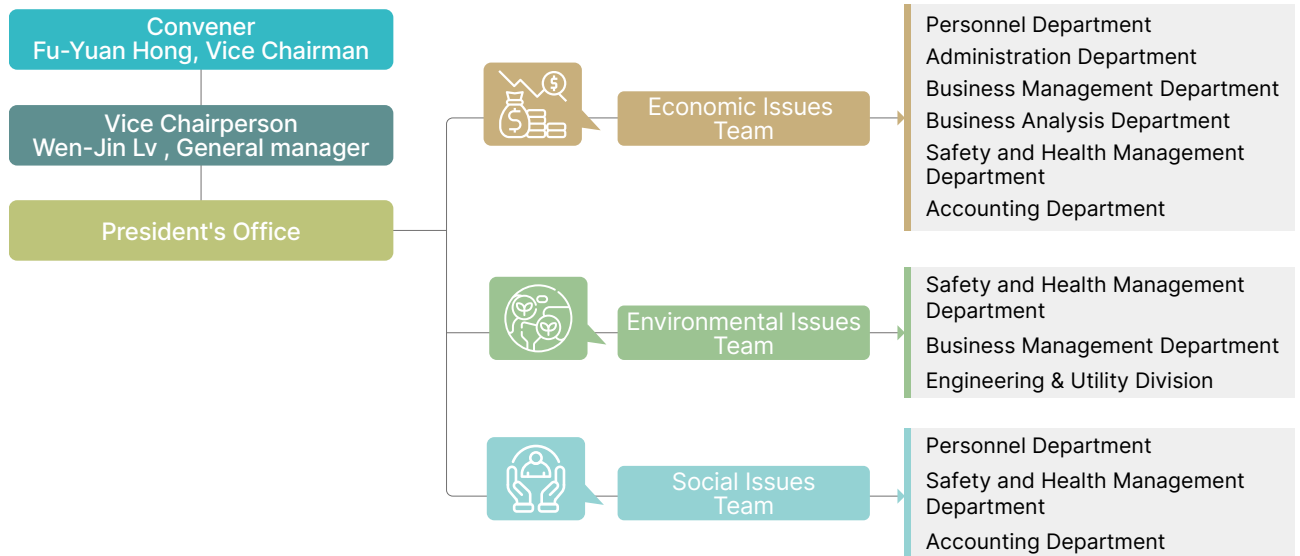 Convener
Fu-Yuan Hong, Vice Chairman
Vice Chairperson
Wen-Jin Lv , General manager
President's Office
Economic Issues
Team
Personnel Department
Administration Department
Business Management Department
Business Analysis Department
Safety and Health Management
Department
Accounting Department
Environmental Issues
Team
Safety and Health Management
Department
Business Management Department
Engineering & Utility Division
Social Issues
Team
Personnel Department
Safety and Health Management
Department
Accounting Department